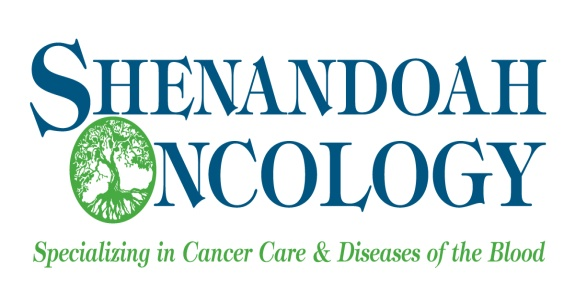 SHENANDOAH
ONCOLOGY
Specializing in Cancer Care & Diseases of the Blood